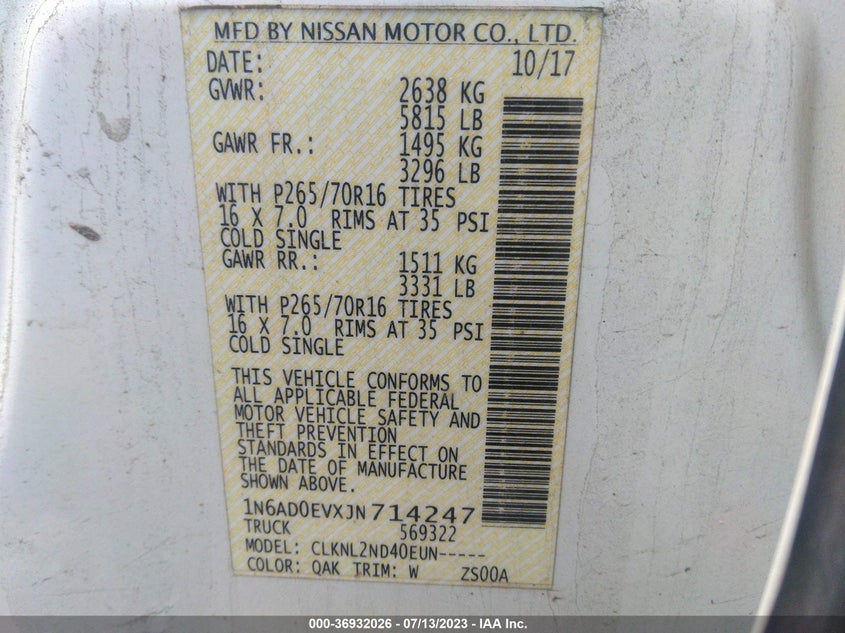 MFD BY NISSAN MOTOR CO., LTD.
DATE: 10/17
GVWR: 2638 KG
5815 LB
GAWR FR.: 1495 KG
3296 LB
WITH P265/70R16 TIRES
16 X 7.0 RIMS AT 35 PSI
COLD SINGLE
GAWR RR.: 1511 KG
3331 LB
WITH P265/70R16 TIRES
16 X 7.0 RIMS AT 35 PSI
COLD SINGLE
THIS VEHICLE CONFORMS TO
ALL APPLICABLE FEDERAL
MOTOR VEHICLE SAFETY AND
THEFT PREVENTION
STANDARDS IN EFFECT ON
THE DATE OF MANUFACTURE
SHOWN ABOVE.
1N6AD0EVXJN714247
TRUCK 569322
MODEL: CLKNL2ND40EUN-----
COLOR: QAK TRIM: W ZS00A
000-36932026 - 07/13/2023 - IAA Inc.